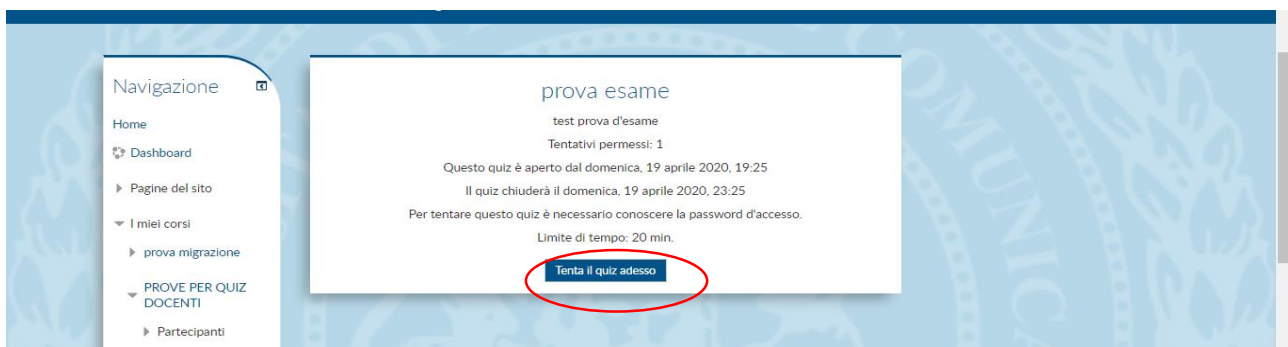 Navigazione
Home
Dashboard
Pagine del sito
I miei corsi
prova migrazione
PROVE PER QUIZ
DOCENTI
Partecipanti
prova esame
test prova d'esame
Tentativi permessi: 1
Questo quiz è aperto dal domenica, 19 aprile 2020, 19:25
Il quiz chiuderà il domenica, 19 aprile 2020, 23:25
Per tentare questo quiz è necessario conoscere la password d'accesso.
Limite di tempo: 20 min.
Tenta il quiz adesso